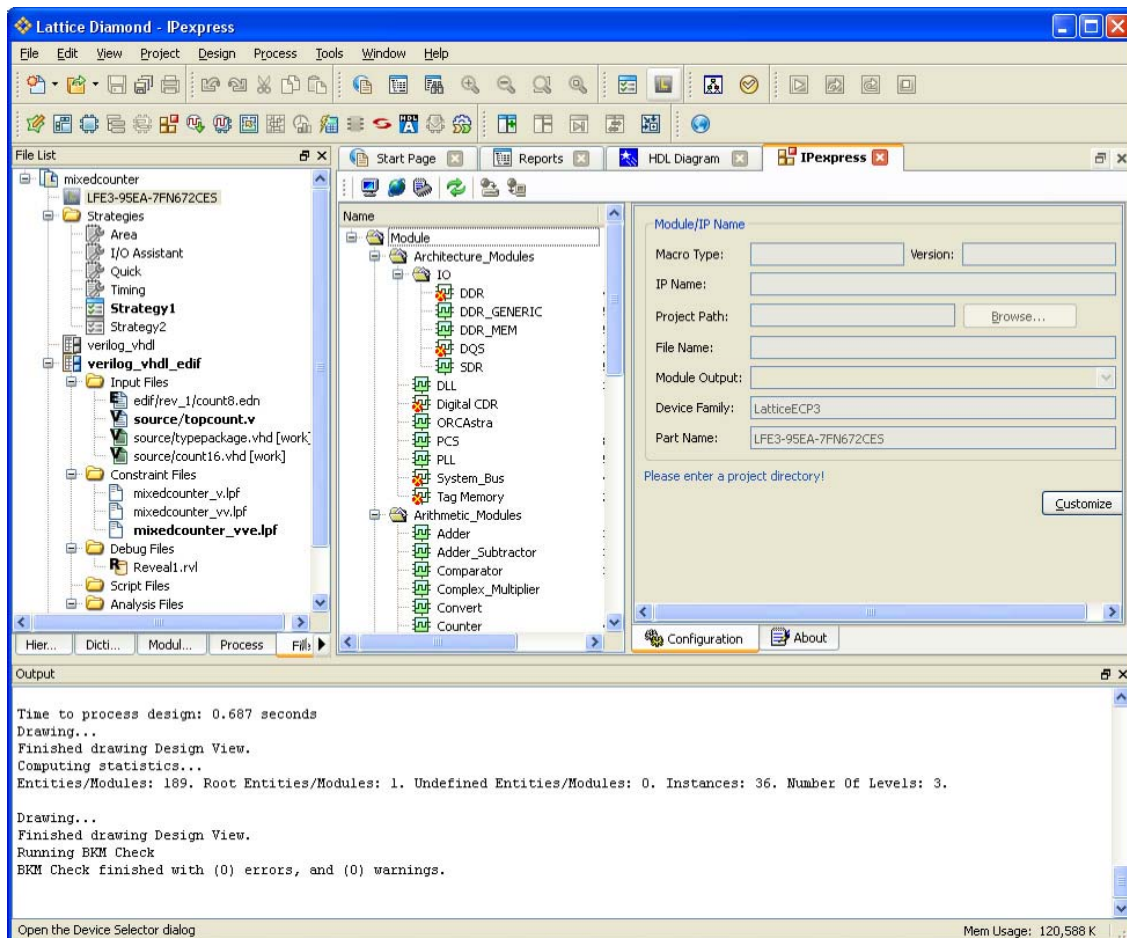 Lattice Diamond - IPexpress
File Edit View Project Design Process Tools Window Help
File List
Start Page Reports HDL Diagram IPexpress
mixedcounter
LFE3-95EA-7FN672CES
Strategies
Area
I/O Assistant
Quick
Timing
Strategy1
Strategy2
verilog_vhdl
verilog_vhdl_edif
Input Files
edif/rev_1/count8.edn
source/topcount.v
source/typepackage.vhd [work]
source/count16.vhd [work]
Constraint Files
mixedcounter_v.lpf
mixedcounter_vv.lpf
mixedcounter_vve.lpf
Debug Files
Reveal1.rvl
Script Files
Analysis Files
Hier... Dicti... Modul... Process
Name
Module
Architecture_Modules
IO
DDR
DDR_GENERIC
DDR_MEM
DQS
SDR
DLL
Digital CDR
ORCAstra
PCS
PLL
System_Bus
Tag Memory
Arithmetic_Modules
Adder
Adder_Subtractor
Comparator
Complex_Multiplier
Convert
Counter
Module/IP Name
Macro Type: Version:
IP Name:
Project Path: Browse...
File Name:
Module Output:
Device Family: LatticeECP3
Part Name: LFE3-95EA-7FN672CES
Please enter a project directory!
Customize
Configuration About
Output
Time to process design: 0.687 seconds
Drawing...
Finished drawing Design View.
Computing statistics...
Entities/Modules: 189. Root Entities/Modules: 1. Undefined Entities/Modules: 0. Instances: 36. Number Of Levels: 3.
Drawing...
Finished drawing Design View.
Running BKM Check
BKM Check finished with (0) errors, and (0) warnings.
Open the Device Selector dialog Mem Usage: 120,588 K